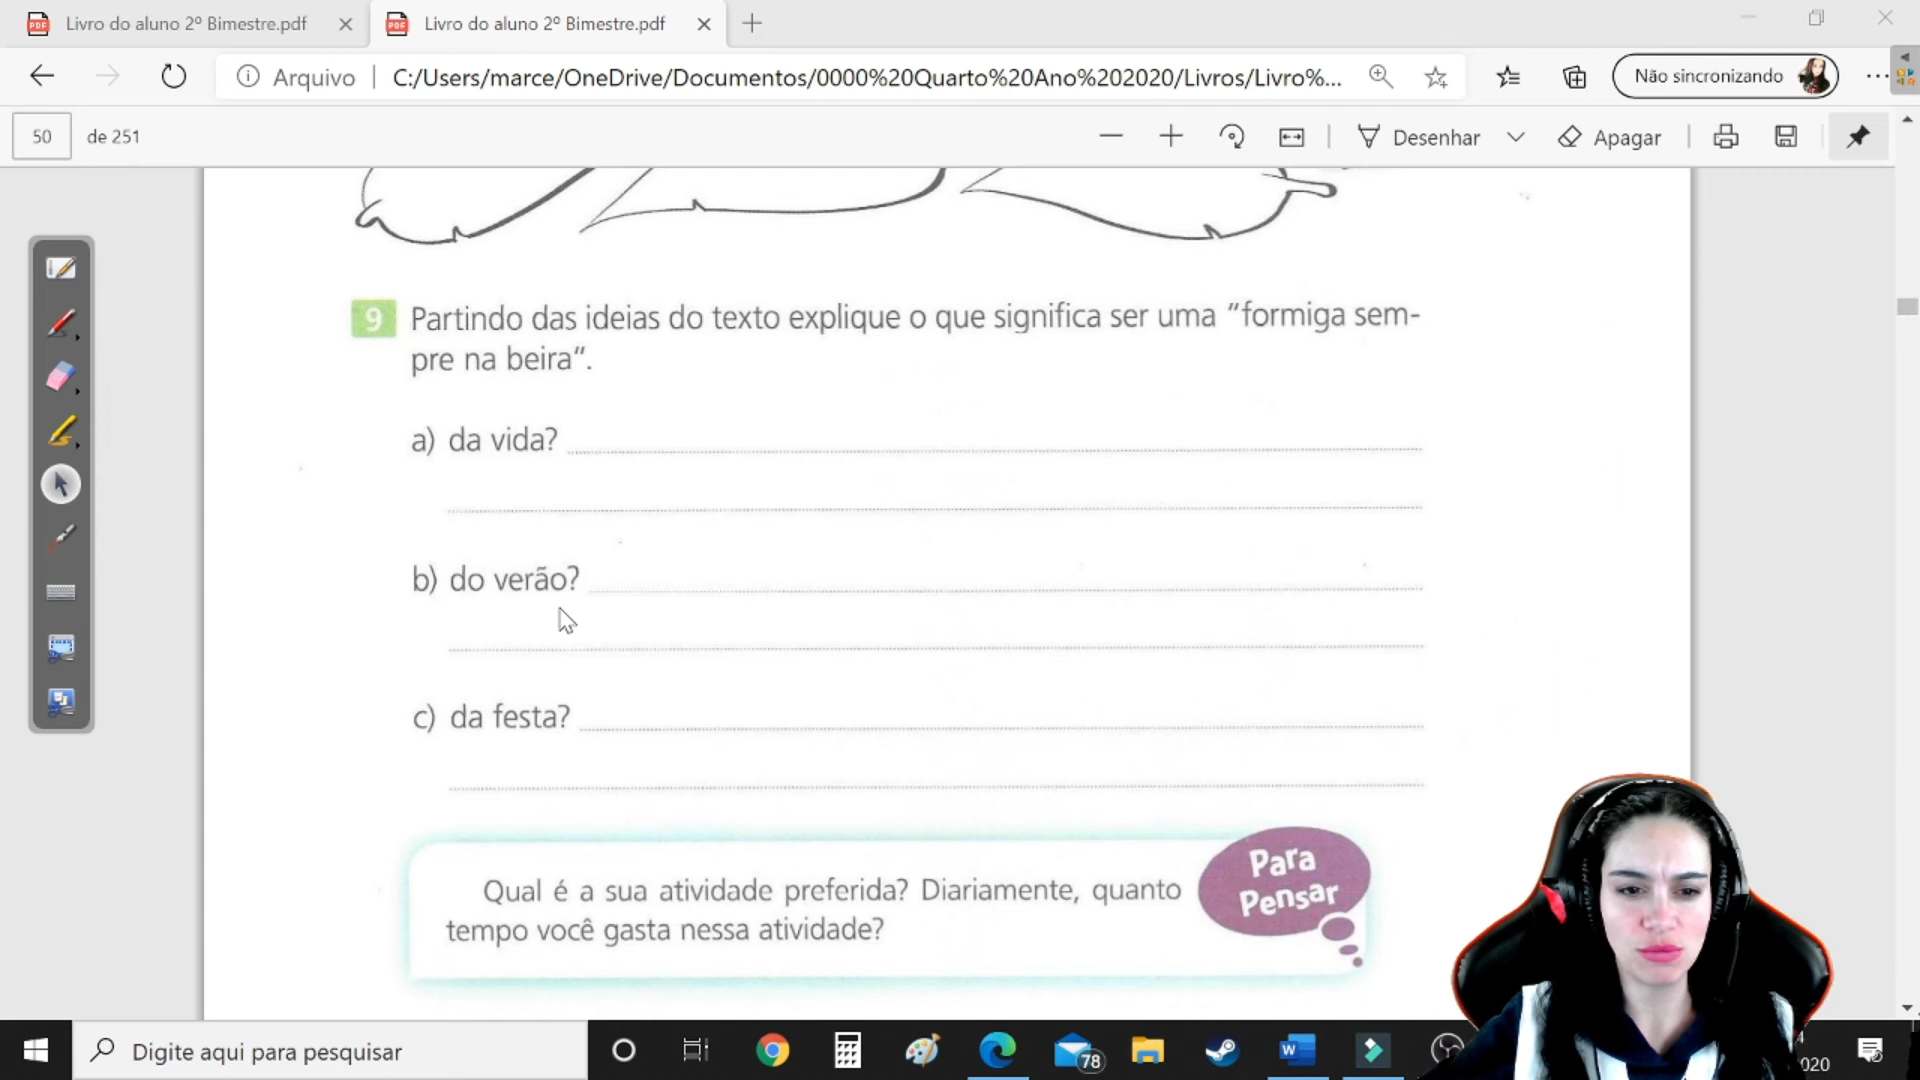 Livro do aluno 2º Bimestre.pdf
Livro do aluno 2º Bimestre.pdf
Arquivo
C:/Users/marce/OneDrive/Documentos/0000%20Quarto%20Ano%202020/Livros/Livro%...
Não sincronizando
50 de 251
Desenhar
Apagar
9 Partindo das ideias do texto explique o que significa ser uma "formiga sem-
pre na beira".
a) da vida?
b) do verão?
c) da festa?
Qual é a sua atividade preferida? Diariamente, quanto
tempo você gasta nessa atividade?
Para
Pensar
Digite aqui para pesquisar
78
020